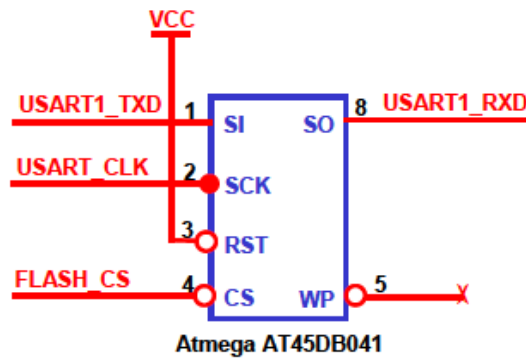 VCC
USART1_TXD 1 SI SO 8 USART1_RXD
USART_CLK 2 SCK
3 RST
FLASH_CS 4 CS WP 5
Atmega AT45DB041